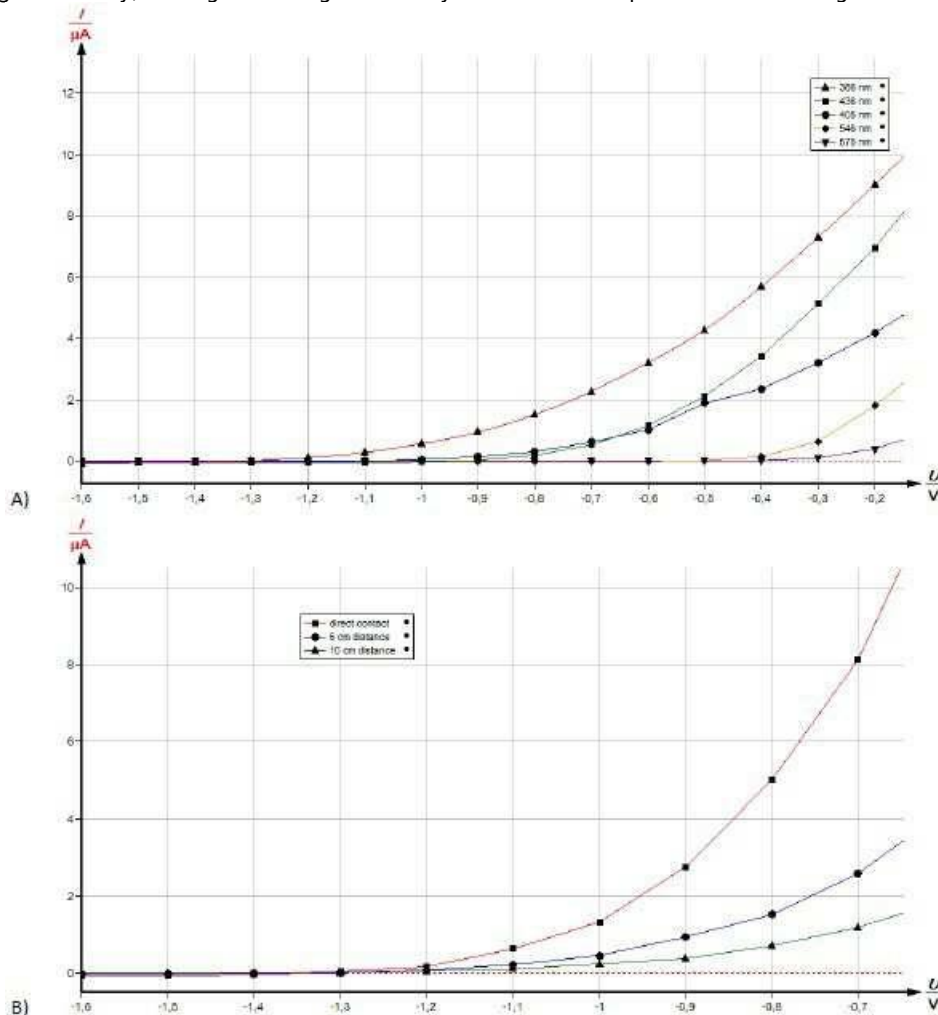 I
μA
12
10
8
6
4
2
0
436 nm
405 nm
546 nm
-1,6 -1,5 -1,4 -1,3 -1,2 -1,1 -1 -0,9 -0,8 -0,7 -0,6 -0,5 -0,4 -0,3 -0,2
U
V
A)
I
μA
10
8
6
4
2
0
direct contact
5 cm distance
10 cm distance
-1,6 -1,5 -1,4 -1,3 -1,2 -1,1 -1 -0,9 -0,8 -0,7
U
V
B)